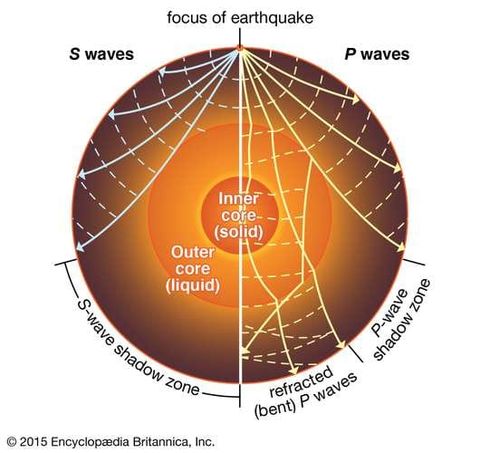 focus of earthquake
S waves
P waves
Inner
core
(solid)
Outer
core
(liquid)
S-wave shadow zone
P-wave
shadow zone
refracted
(bent) P waves
© 2015 Encyclopædia Britannica, Inc.